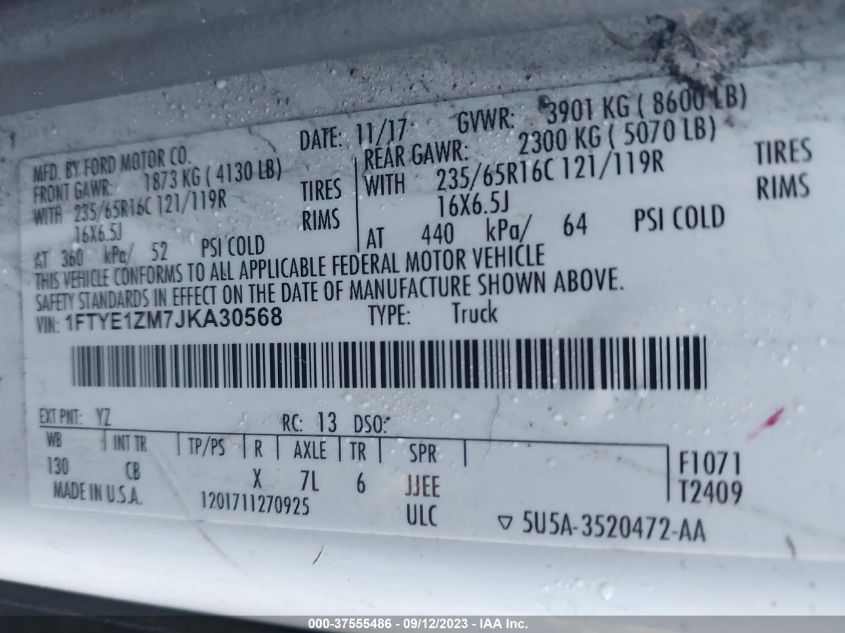 MFD. BY FORD MOTOR CO.
DATE: 11/17
GVWR: 3901 KG ( 8600 LB)
FRONT GAWR: 1873 KG ( 4130 LB)
WITH 235/65R16C 121/119R TIRES
16X6.5J RIMS
AT 360 kPa/ 52 PSI COLD
REAR GAWR: 2300 KG ( 5070 LB)
WITH 235/65R16C 121/119R TIRES
16X6.5J RIMS
AT 440 kPa/ 64 PSI COLD
THIS VEHICLE CONFORMS TO ALL APPLICABLE FEDERAL MOTOR VEHICLE
SAFETY STANDARDS IN EFFECT ON THE DATE OF MANUFACTURE SHOWN ABOVE.
VIN: 1FTYE1ZM7JKA30568 TYPE: Truck
EXT PNT: YZ RC: 13 DSO:
WB INT TR TP/PS R AXLE TR SPR
130 CB X 7L 6 JJEE
F1071
T2409
MADE IN U.S.A. 1201711270925 ULC
▽ 5U5A-3520472-AA
000-37555486 - 09/12/2023 - IAA Inc.